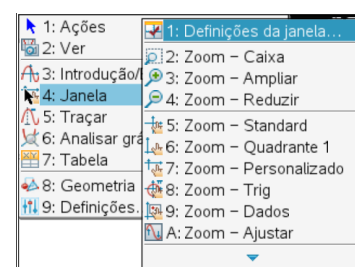 1: Ações
2: Ver
3: Introdução/
4: Janela
5: Traçar
6: Analisar grá
7: Tabela
8: Geometria
9: Definições.
1: Definições da janela...
2: Zoom – Caixa
3: Zoom – Ampliar
4: Zoom – Reduzir
5: Zoom – Standard
6: Zoom – Quadrante 1
7: Zoom – Personalizado
8: Zoom – Trig
9: Zoom – Dados
A: Zoom – Ajustar